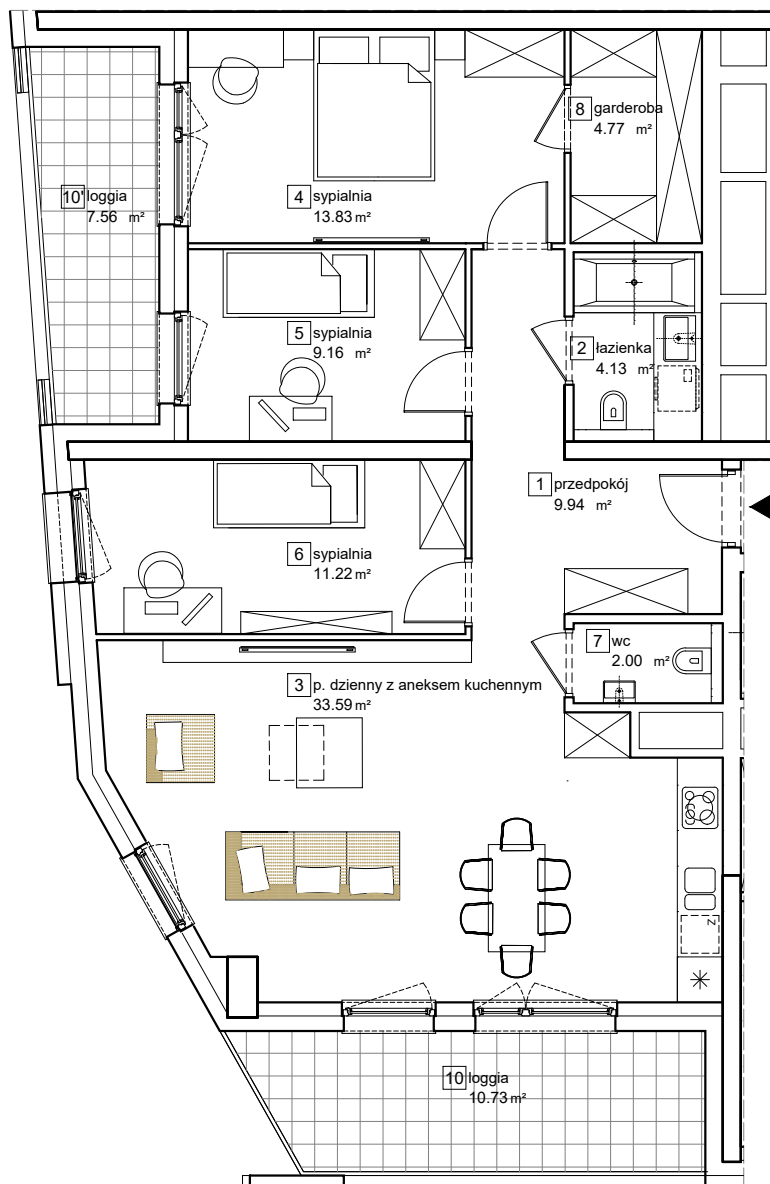 8 garderoba
4.77 m²
10' loggia
7.56 m²
4 sypialnia
13.83 m²
5 sypialnia
9.16 m²
2 łazienka
4.13 m²
1 przedpokój
9.94 m²
6 sypialnia
11.22 m²
7 wc
2.00 m²
3 p. dzienny z aneksem kuchennym
33.59 m²
Z
10 loggia
10.73 m²